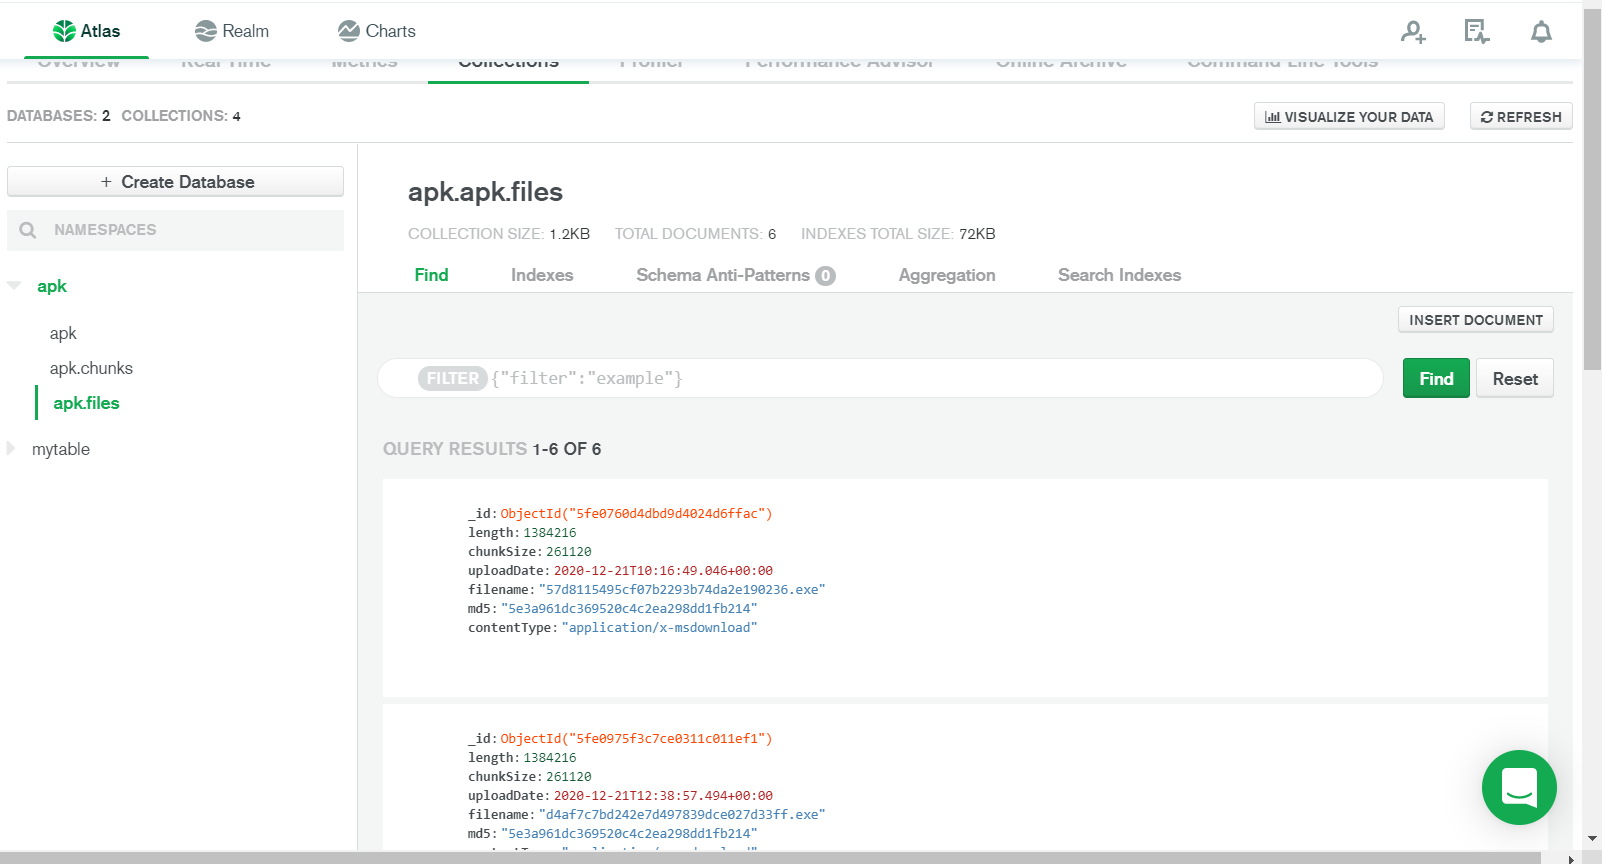 Atlas Realm Charts
Overview Real Time Metrics Collections Profiler Performance Advisor Online Archive Command Line Tools
DATABASES: 2 COLLECTIONS: 4
VISUALIZE YOUR DATA
REFRESH
+ Create Database
NAMESPACES
apk
apk
apk.chunks
apk.files
mytable
apk.apk.files
COLLECTION SIZE: 1.2KB TOTAL DOCUMENTS: 6 INDEXES TOTAL SIZE: 72KB
Find Indexes Schema Anti-Patterns 0 Aggregation Search Indexes
INSERT DOCUMENT
FILTER {"filter":"example"}
Find Reset
QUERY RESULTS 1-6 OF 6
_id: ObjectId("5fe0760d4dbd9d4024d6ffac")
length: 1384216
chunkSize: 261120
uploadDate: 2020-12-21T10:16:49.046+00:00
filename: "57d8115495cf07b2293b74da2e190236.exe"
md5: "5e3a961dc369520c4c2ea298dd1fb214"
contentType: "application/x-msdownload"
_id: ObjectId("5fe0975f3c7ce0311c011ef1")
length: 1384216
chunkSize: 261120
uploadDate: 2020-12-21T12:38:57.494+00:00
filename: "d4af7c7bd242e7d497839dce027d33ff.exe"
md5: "5e3a961dc369520c4c2ea298dd1fb214"